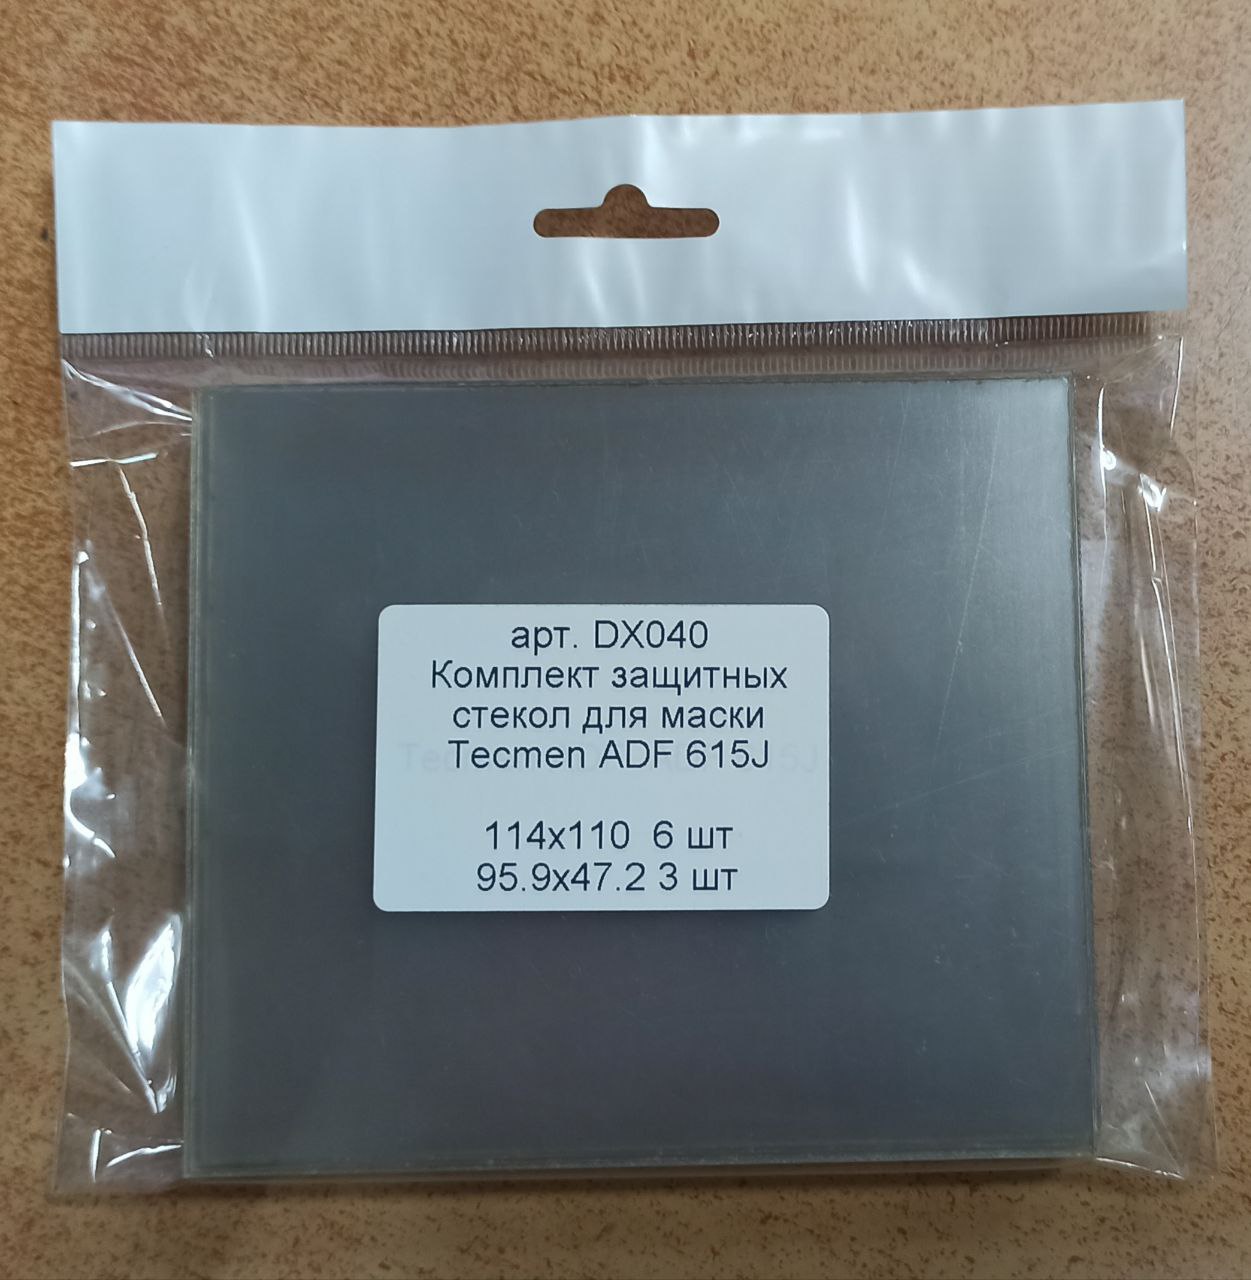 арт. DX040
Комплект защитных
стекол для маски
Tecmen ADF 615J
114x110 6 шт
95.9x47.2 3 шт